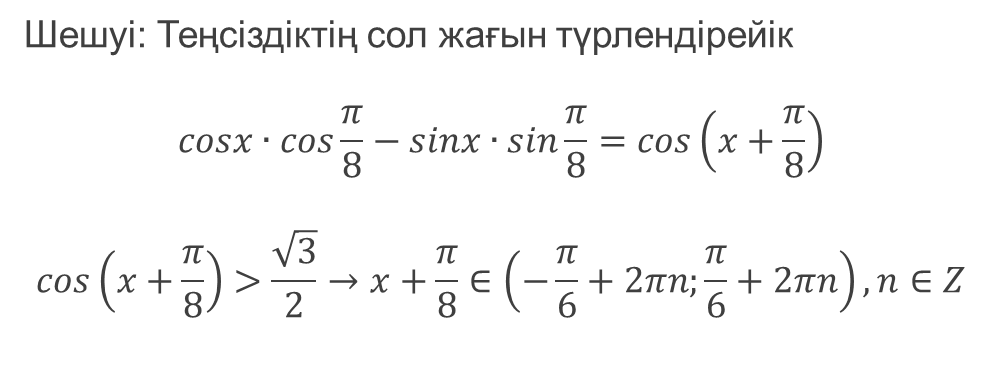 Шешуі: Теңсіздіктің сол жағын түрлендірейік
cosx · cos π/8 − sinx · sin π/8 = cos (x + π/8)
cos (x + π/8) > √3/2 → x + π/8 ∈ (−π/6 + 2πn; π/6 + 2πn), n ∈ Z